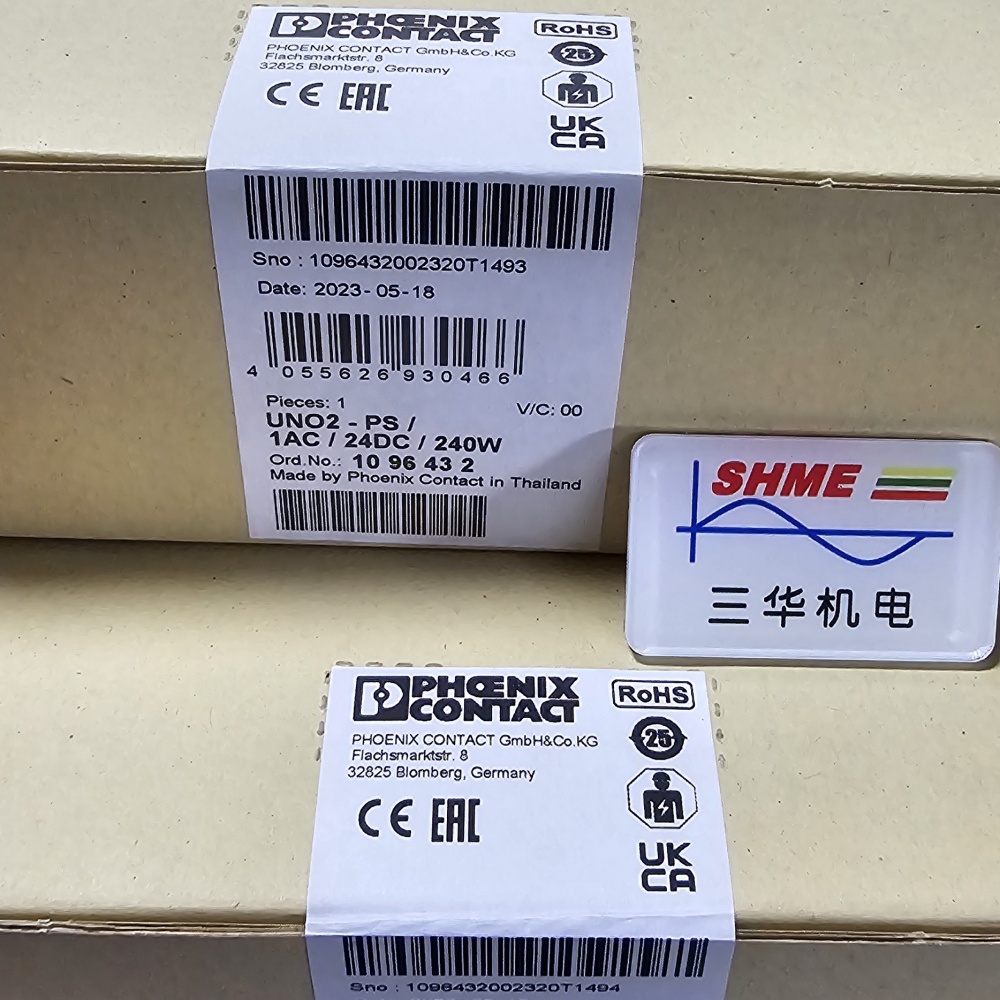 PHŒNIX
CONTACT
RoHS
PHOENIX CONTACT GmbH&Co.KG
Flachsmarktstr. 8
32825 Blomberg, Germany
25
CE EAC
UK
CA
Sno : 1096432002320T1493
Date: 2023-05-18
4 055626 930466
Pieces: 1
V/C: 00
UNO2 - PS /
1AC / 24DC / 240W
Ord.No.: 10 96 43 2
Made by Phoenix Contact in Thailand
SHME
三华机电
PHŒNIX
CONTACT
RoHS
PHOENIX CONTACT GmbH&Co.KG
Flachsmarktstr. 8
32825 Blomberg, Germany
25
CE EAC
UK
CA
Sno : 1096432002320T1494